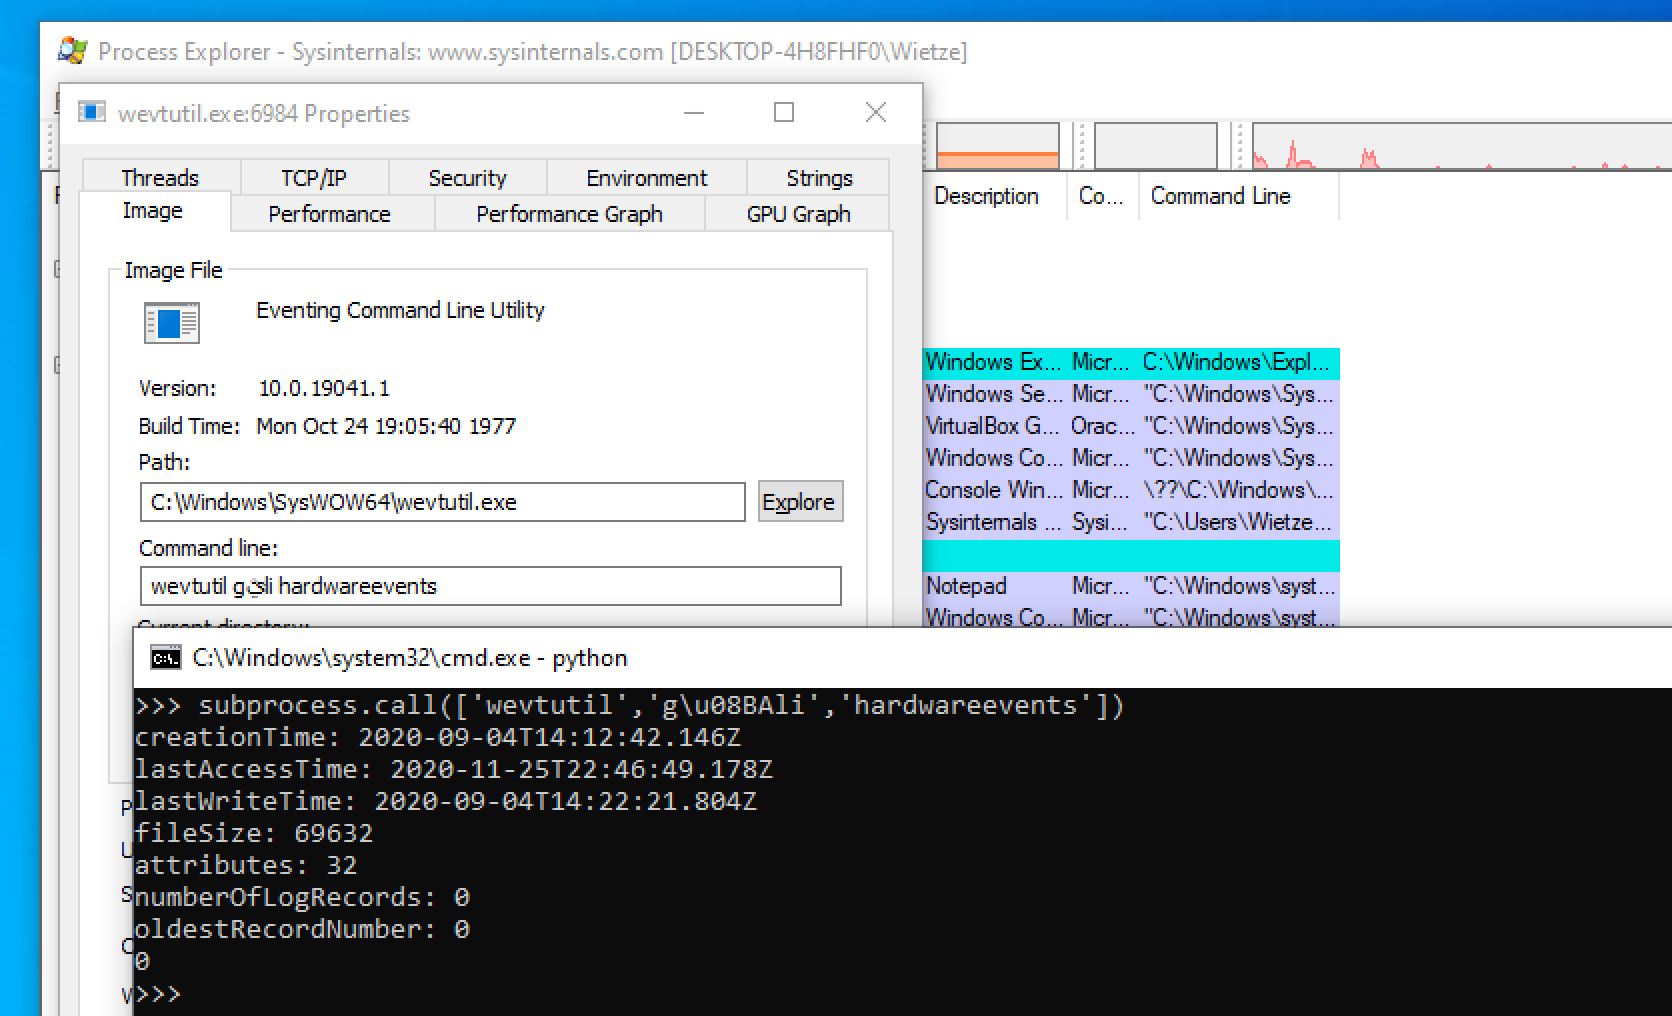 Process Explorer - Sysinternals: www.sysinternals.com [DESKTOP-4H8FHF0\Wietze]
wevtutil.exe:6984 Properties
Threads TCP/IP Security Environment Strings
Image Performance Performance Graph GPU Graph
Image File
Eventing Command Line Utility
Version: 10.0.19041.1
Build Time: Mon Oct 24 19:05:40 1977
Path:
C:\Windows\SysWOW64\wevtutil.exe Explore
Command line:
wevtutil gࢺli hardwareevents
Current directory:
Description Co... Command Line
Windows Ex... Micr... C:\Windows\Expl...
Windows Se... Micr... "C:\Windows\Sys...
VirtualBox G... Orac... "C:\Windows\Sys...
Windows Co... Micr... "C:\Windows\Sys...
Console Win... Micr... \??\C:\Windows\...
Sysinternals ... Sysi... "C:\Users\Wietze...
Notepad Micr... "C:\Windows\syst...
Windows Co... Micr... "C:\Windows\syst...
C:\Windows\system32\cmd.exe - python
>>> subprocess.call(['wevtutil','g\u08BAli','hardwareevents'])
creationTime: 2020-09-04T14:12:42.146Z
lastAccessTime: 2020-11-25T22:46:49.178Z
lastWriteTime: 2020-09-04T14:22:21.804Z
fileSize: 69632
attributes: 32
numberOfLogRecords: 0
oldestRecordNumber: 0
0
>>>